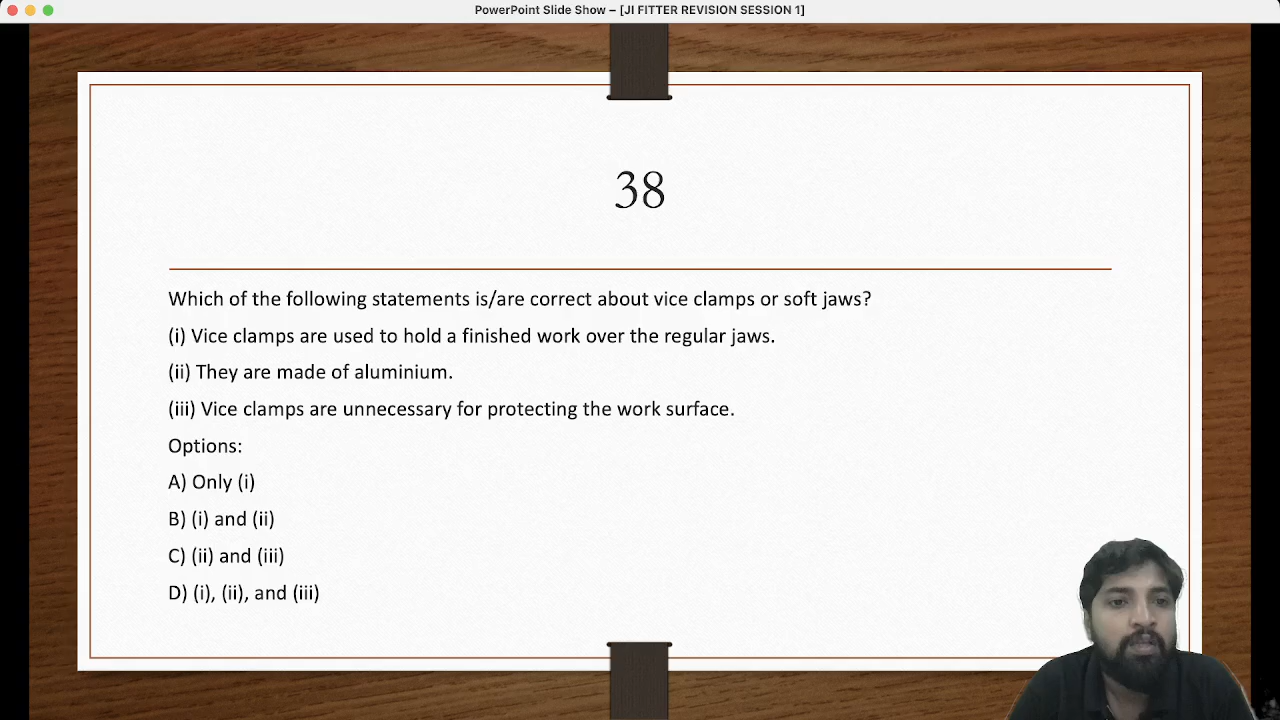 PowerPoint Slide Show – [JI FITTER REVISION SESSION 1]
38
Which of the following statements is/are correct about vice clamps or soft jaws?
(i) Vice clamps are used to hold a finished work over the regular jaws.
(ii) They are made of aluminium.
(iii) Vice clamps are unnecessary for protecting the work surface.
Options:
A) Only (i)
B) (i) and (ii)
C) (ii) and (iii)
D) (i), (ii), and (iii)